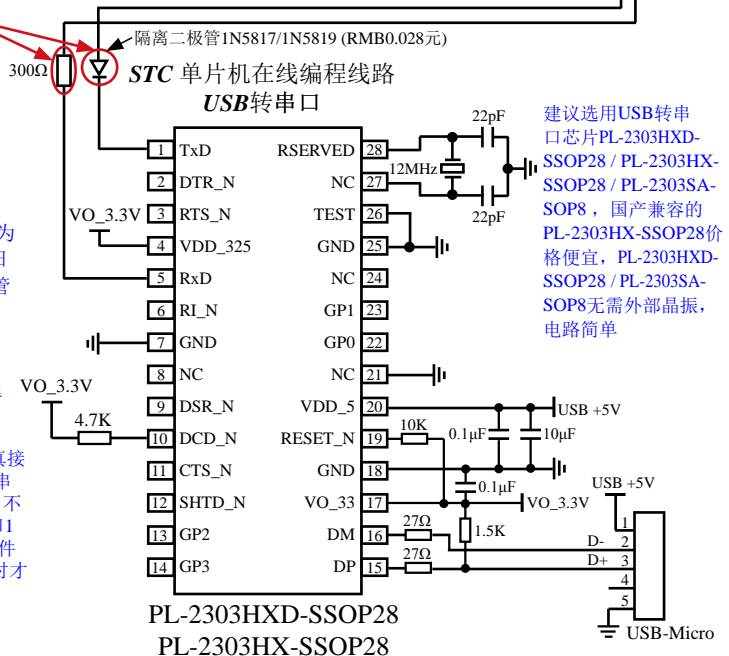 隔离二极管1N5817/1N5819 (RMB0.028元)
300Ω
STC 单片机在线编程线路
USB转串口
22pF
12MHz
22pF
建议选用USB转串
口芯片PL-2303HXD-
SSOP28 / PL-2303HX-
SSOP28 / PL-2303SA-
SOP8，国产兼容的
PL-2303HX-SSOP28价
格便宜，PL-2303HXD-
SSOP28 / PL-2303SA-
SOP8无需外部晶振，
电路简单
1 TxD RSERVED 28
2 DTR_N NC 27
VO_3.3V 3 RTS_N TEST 26
4 VDD_325 GND 25
5 RxD NC 24
6 RI_N GP1 23
7 GND GP0 22
8 NC NC 21
9 DSR_N VDD_5 20
10 DCD_N RESET_N 19
11 CTS_N GND 18
12 SHTD_N VO_33 17
13 GP2 DM 16
14 GP3 DP 15
为
管
VO_3.3V
4.7K
接
串
不
1
件
才
USB +5V
10K
0.1μF
10μF
0.1μF
VO_3.3V
1.5K
27Ω
27Ω
USB +5V
1
D- 2
D+ 3
4
5
USB-Micro
PL-2303HXD-SSOP28
PL-2303HX-SSOP28